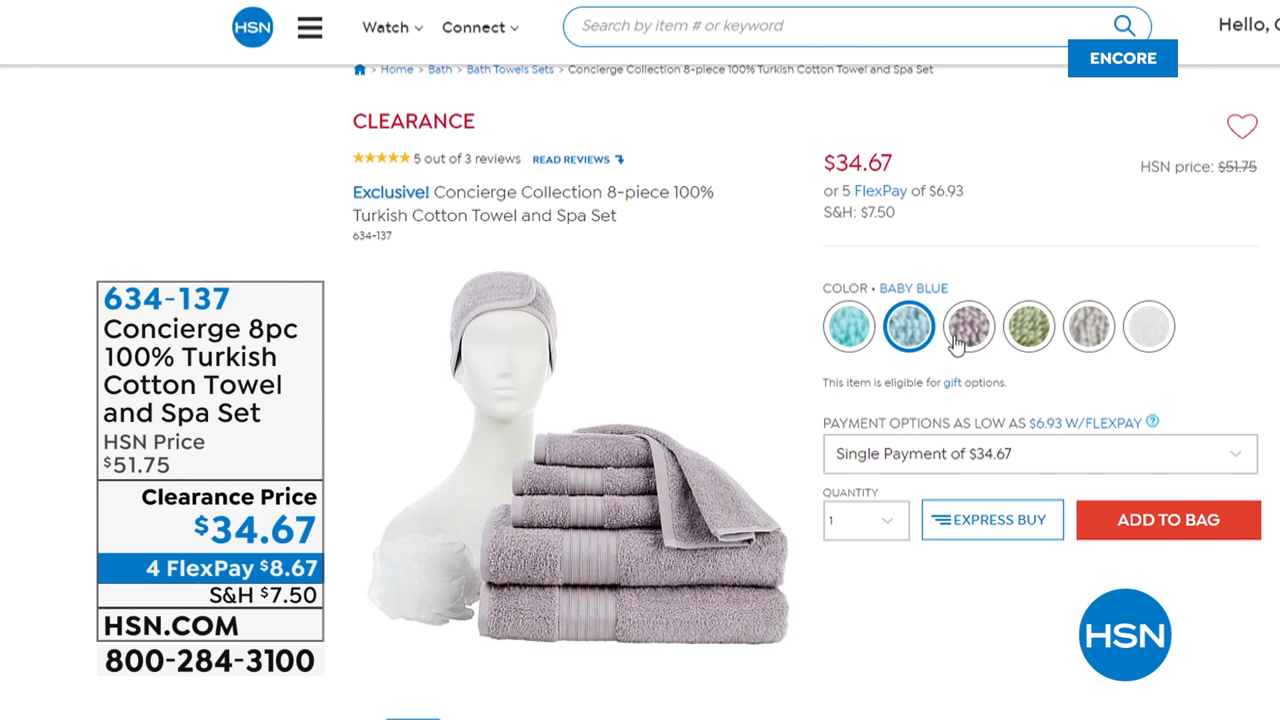 HSN
Watch
Connect
Search by item # or keyword
Hello,
ENCORE
> Home > Bath > Bath Towels Sets > Concierge Collection 8-piece 100% Turkish Cotton Towel and Spa Set
CLEARANCE
5 out of 3 reviews READ REVIEWS
Exclusive! Concierge Collection 8-piece 100%
Turkish Cotton Towel and Spa Set
634-137
$34.67
HSN price: $51.75
or 5 FlexPay of $6.93
S&H: $7.50
COLOR • BABY BLUE
This item is eligible for gift options.
PAYMENT OPTIONS AS LOW AS $6.93 W/FLEXPAY ?
Single Payment of $34.67
QUANTITY
1
EXPRESS BUY
ADD TO BAG
634-137
Concierge 8pc
100% Turkish
Cotton Towel
and Spa Set
HSN Price
$51.75
Clearance Price
$34.67
4 FlexPay $8.67
S&H $7.50
HSN.COM
800-284-3100
HSN